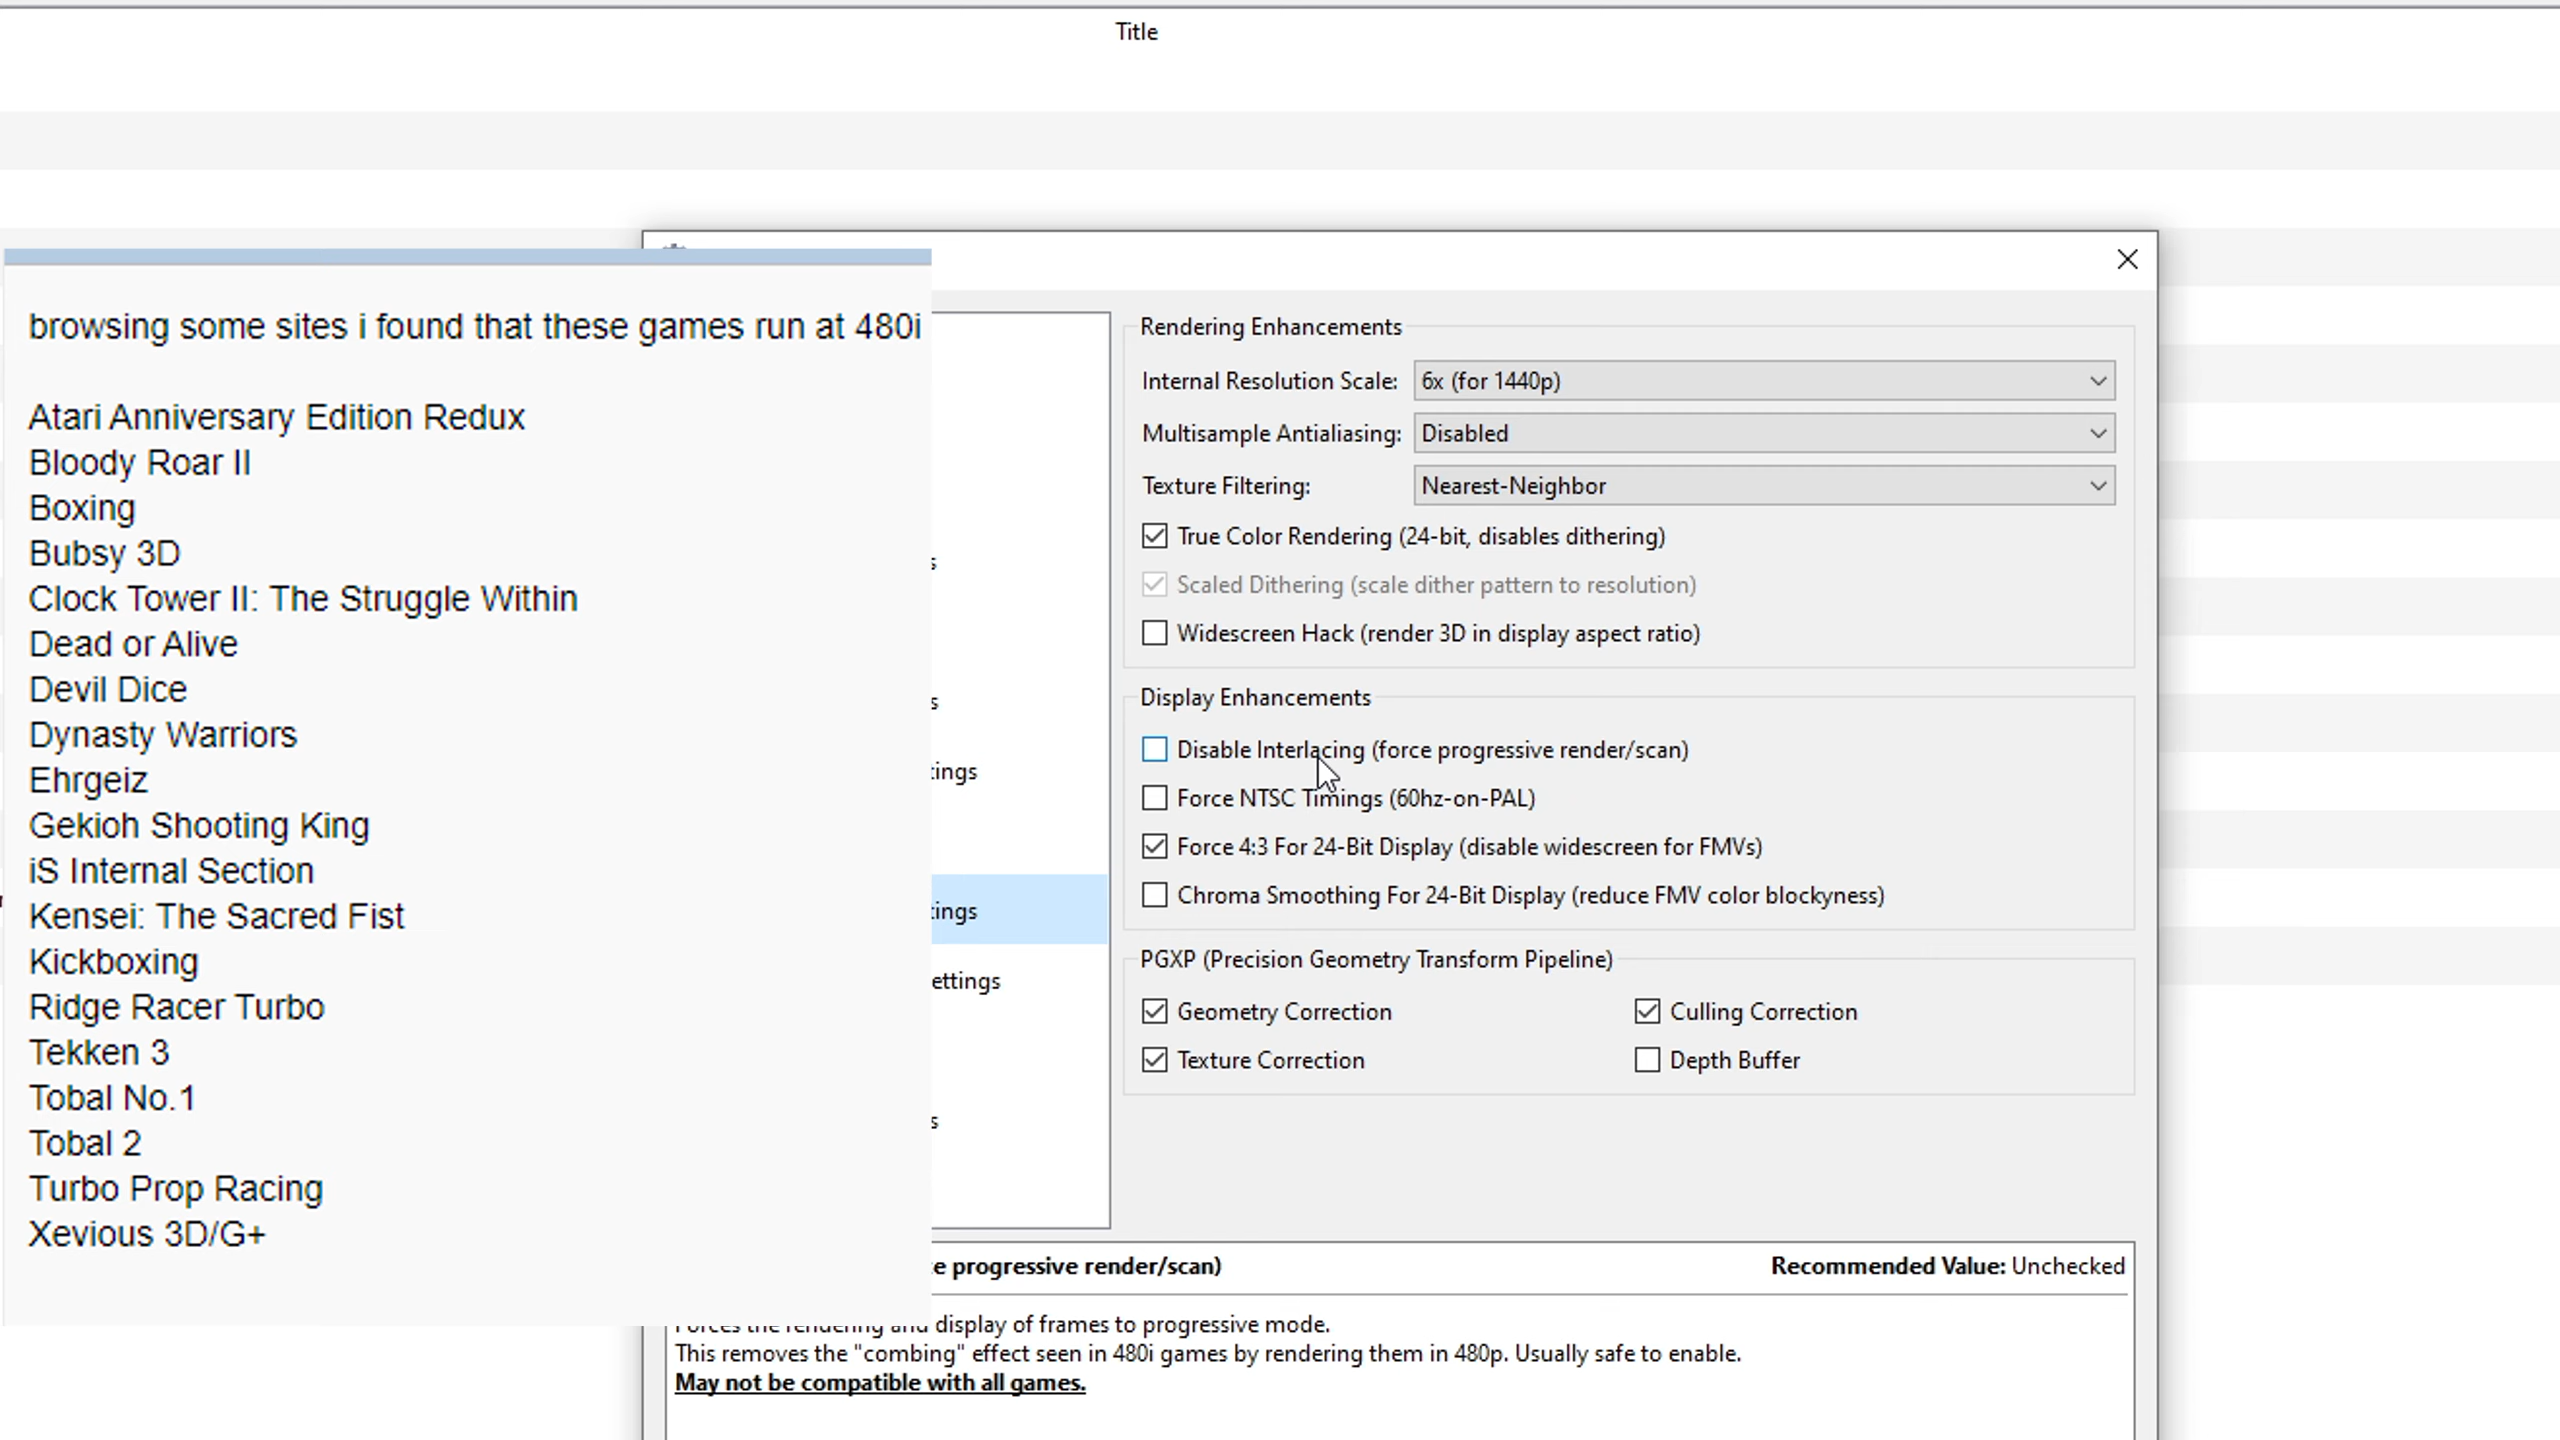 Title
browsing some sites i found that these games run at 480i
Atari Anniversary Edition Redux
Bloody Roar II
Boxing
Bubsy 3D
Clock Tower II: The Struggle Within
Dead or Alive
Devil Dice
Dynasty Warriors
Ehrgeiz
Gekioh Shooting King
iS Internal Section
Kensei: The Sacred Fist
Kickboxing
Ridge Racer Turbo
Tekken 3
Tobal No.1
Tobal 2
Turbo Prop Racing
Xevious 3D/G+
s
s
tings
tings
ettings
s
Rendering Enhancements
Internal Resolution Scale: 6x (for 1440p)
Multisample Antialiasing: Disabled
Texture Filtering: Nearest-Neighbor
True Color Rendering (24-bit, disables dithering)
Scaled Dithering (scale dither pattern to resolution)
Widescreen Hack (render 3D in display aspect ratio)
Display Enhancements
Disable Interlacing (force progressive render/scan)
Force NTSC Timings (60hz-on-PAL)
Force 4:3 For 24-Bit Display (disable widescreen for FMVs)
Chroma Smoothing For 24-Bit Display (reduce FMV color blockyness)
PGXP (Precision Geometry Transform Pipeline)
Geometry Correction Culling Correction
Texture Correction Depth Buffer
e progressive render/scan) Recommended Value: Unchecked
Forces the rendering and display of frames to progressive mode.
This removes the "combing" effect seen in 480i games by rendering them in 480p. Usually safe to enable.
May not be compatible with all games.